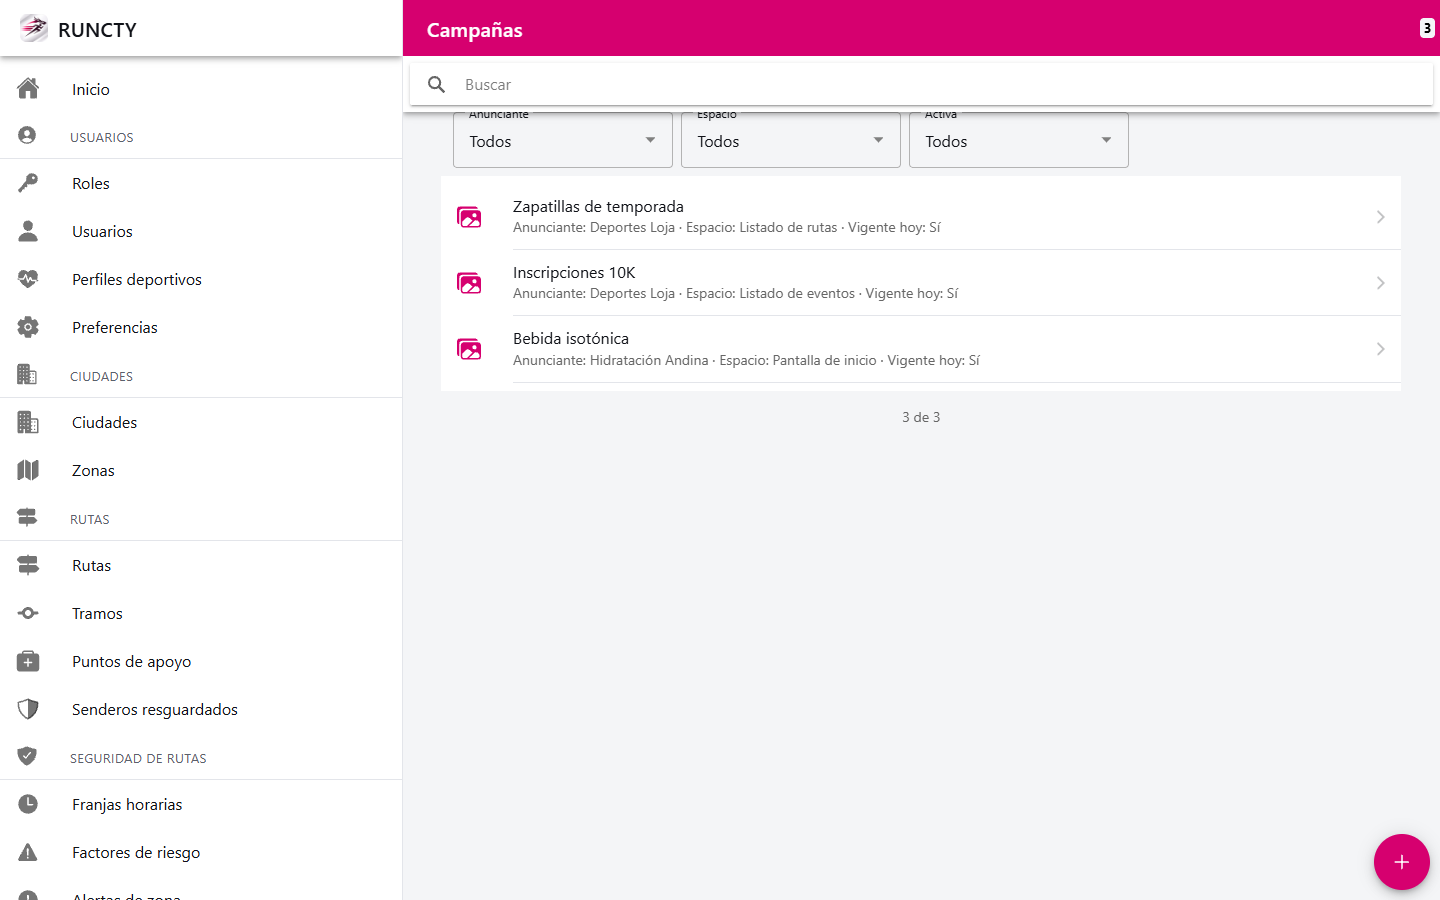 RUNCTY
Inicio
USUARIOS
Roles
Usuarios
Perfiles deportivos
Preferencias
CIUDADES
Ciudades
Zonas
RUTAS
Rutas
Tramos
Puntos de apoyo
Senderos resguardados
SEGURIDAD DE RUTAS
Franjas horarias
Factores de riesgo
Alertas de zona
Campañas
3
Buscar
Anunciante Espacio Activa
Todos Todos Todos
Zapatillas de temporada
Anunciante: Deportes Loja · Espacio: Listado de rutas · Vigente hoy: Sí
Inscripciones 10K
Anunciante: Deportes Loja · Espacio: Listado de eventos · Vigente hoy: Sí
Bebida isotónica
Anunciante: Hidratación Andina · Espacio: Pantalla de inicio · Vigente hoy: Sí
3 de 3